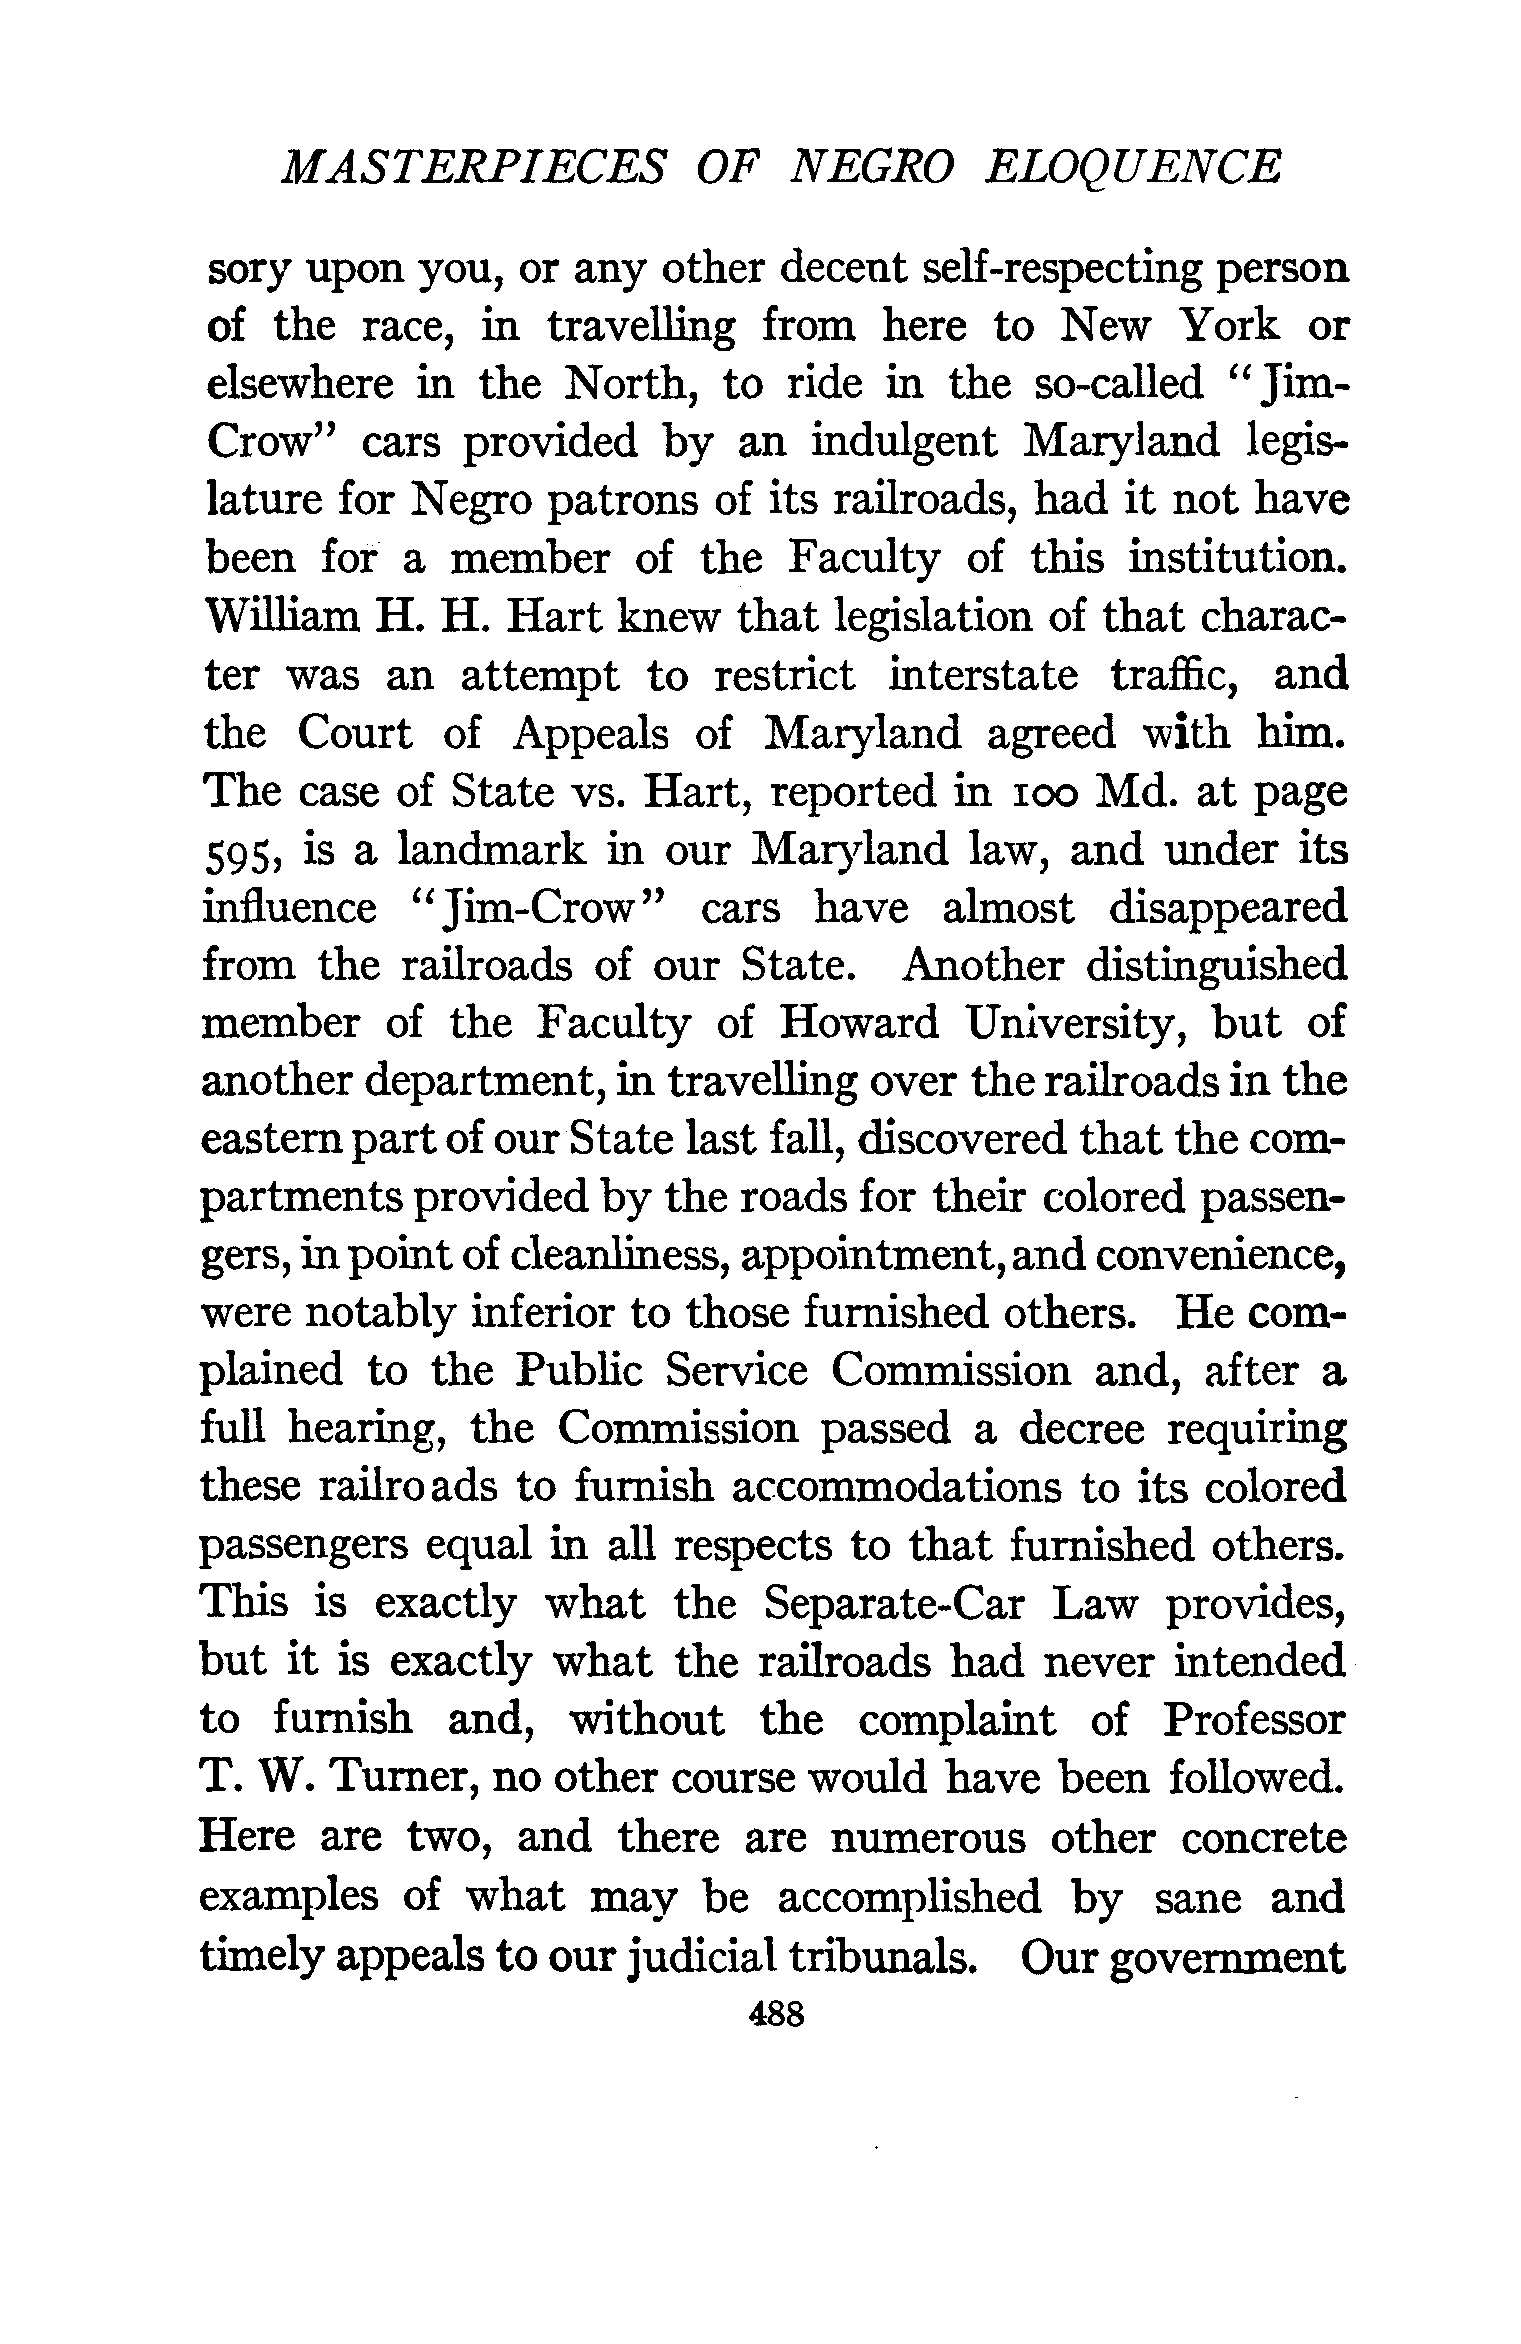 MASTERPIECES OF NEGRO ELOQUENCE
sory upon you, or any other decent self-respecting person
of the race, in travelling from here to New York or
elsewhere in the North, to ride in the so-called "Jim-
Crow" cars provided by an indulgent Maryland legis-
lature for Negro patrons of its railroads, had it not have
been for a member of the Faculty of this institution.
William H. H. Hart knew that legislation of that charac-
ter was an attempt to restrict interstate traffic, and
the Court of Appeals of Maryland agreed with him.
The case of State vs. Hart, reported in 100 Md. at page
595, is a landmark in our Maryland law, and under its
influence "Jim-Crow" cars have almost disappeared
from the railroads of our State. Another distinguished
member of the Faculty of Howard University, but of
another department, in travelling over the railroads in the
eastern part of our State last fall, discovered that the com-
partments provided by the roads for their colored passen-
gers, in point of cleanliness, appointment, and convenience,
were notably inferior to those furnished others. He com-
plained to the Public Service Commission and, after a
full hearing, the Commission passed a decree requiring
these railroads to furnish accommodations to its colored
passengers equal in all respects to that furnished others.
This is exactly what the Separate-Car Law provides,
but it is exactly what the railroads had never intended
to furnish and, without the complaint of Professor
T. W. Turner, no other course would have been followed.
Here are two, and there are numerous other concrete
examples of what may be accomplished by sane and
timely appeals to our judicial tribunals. Our government
488